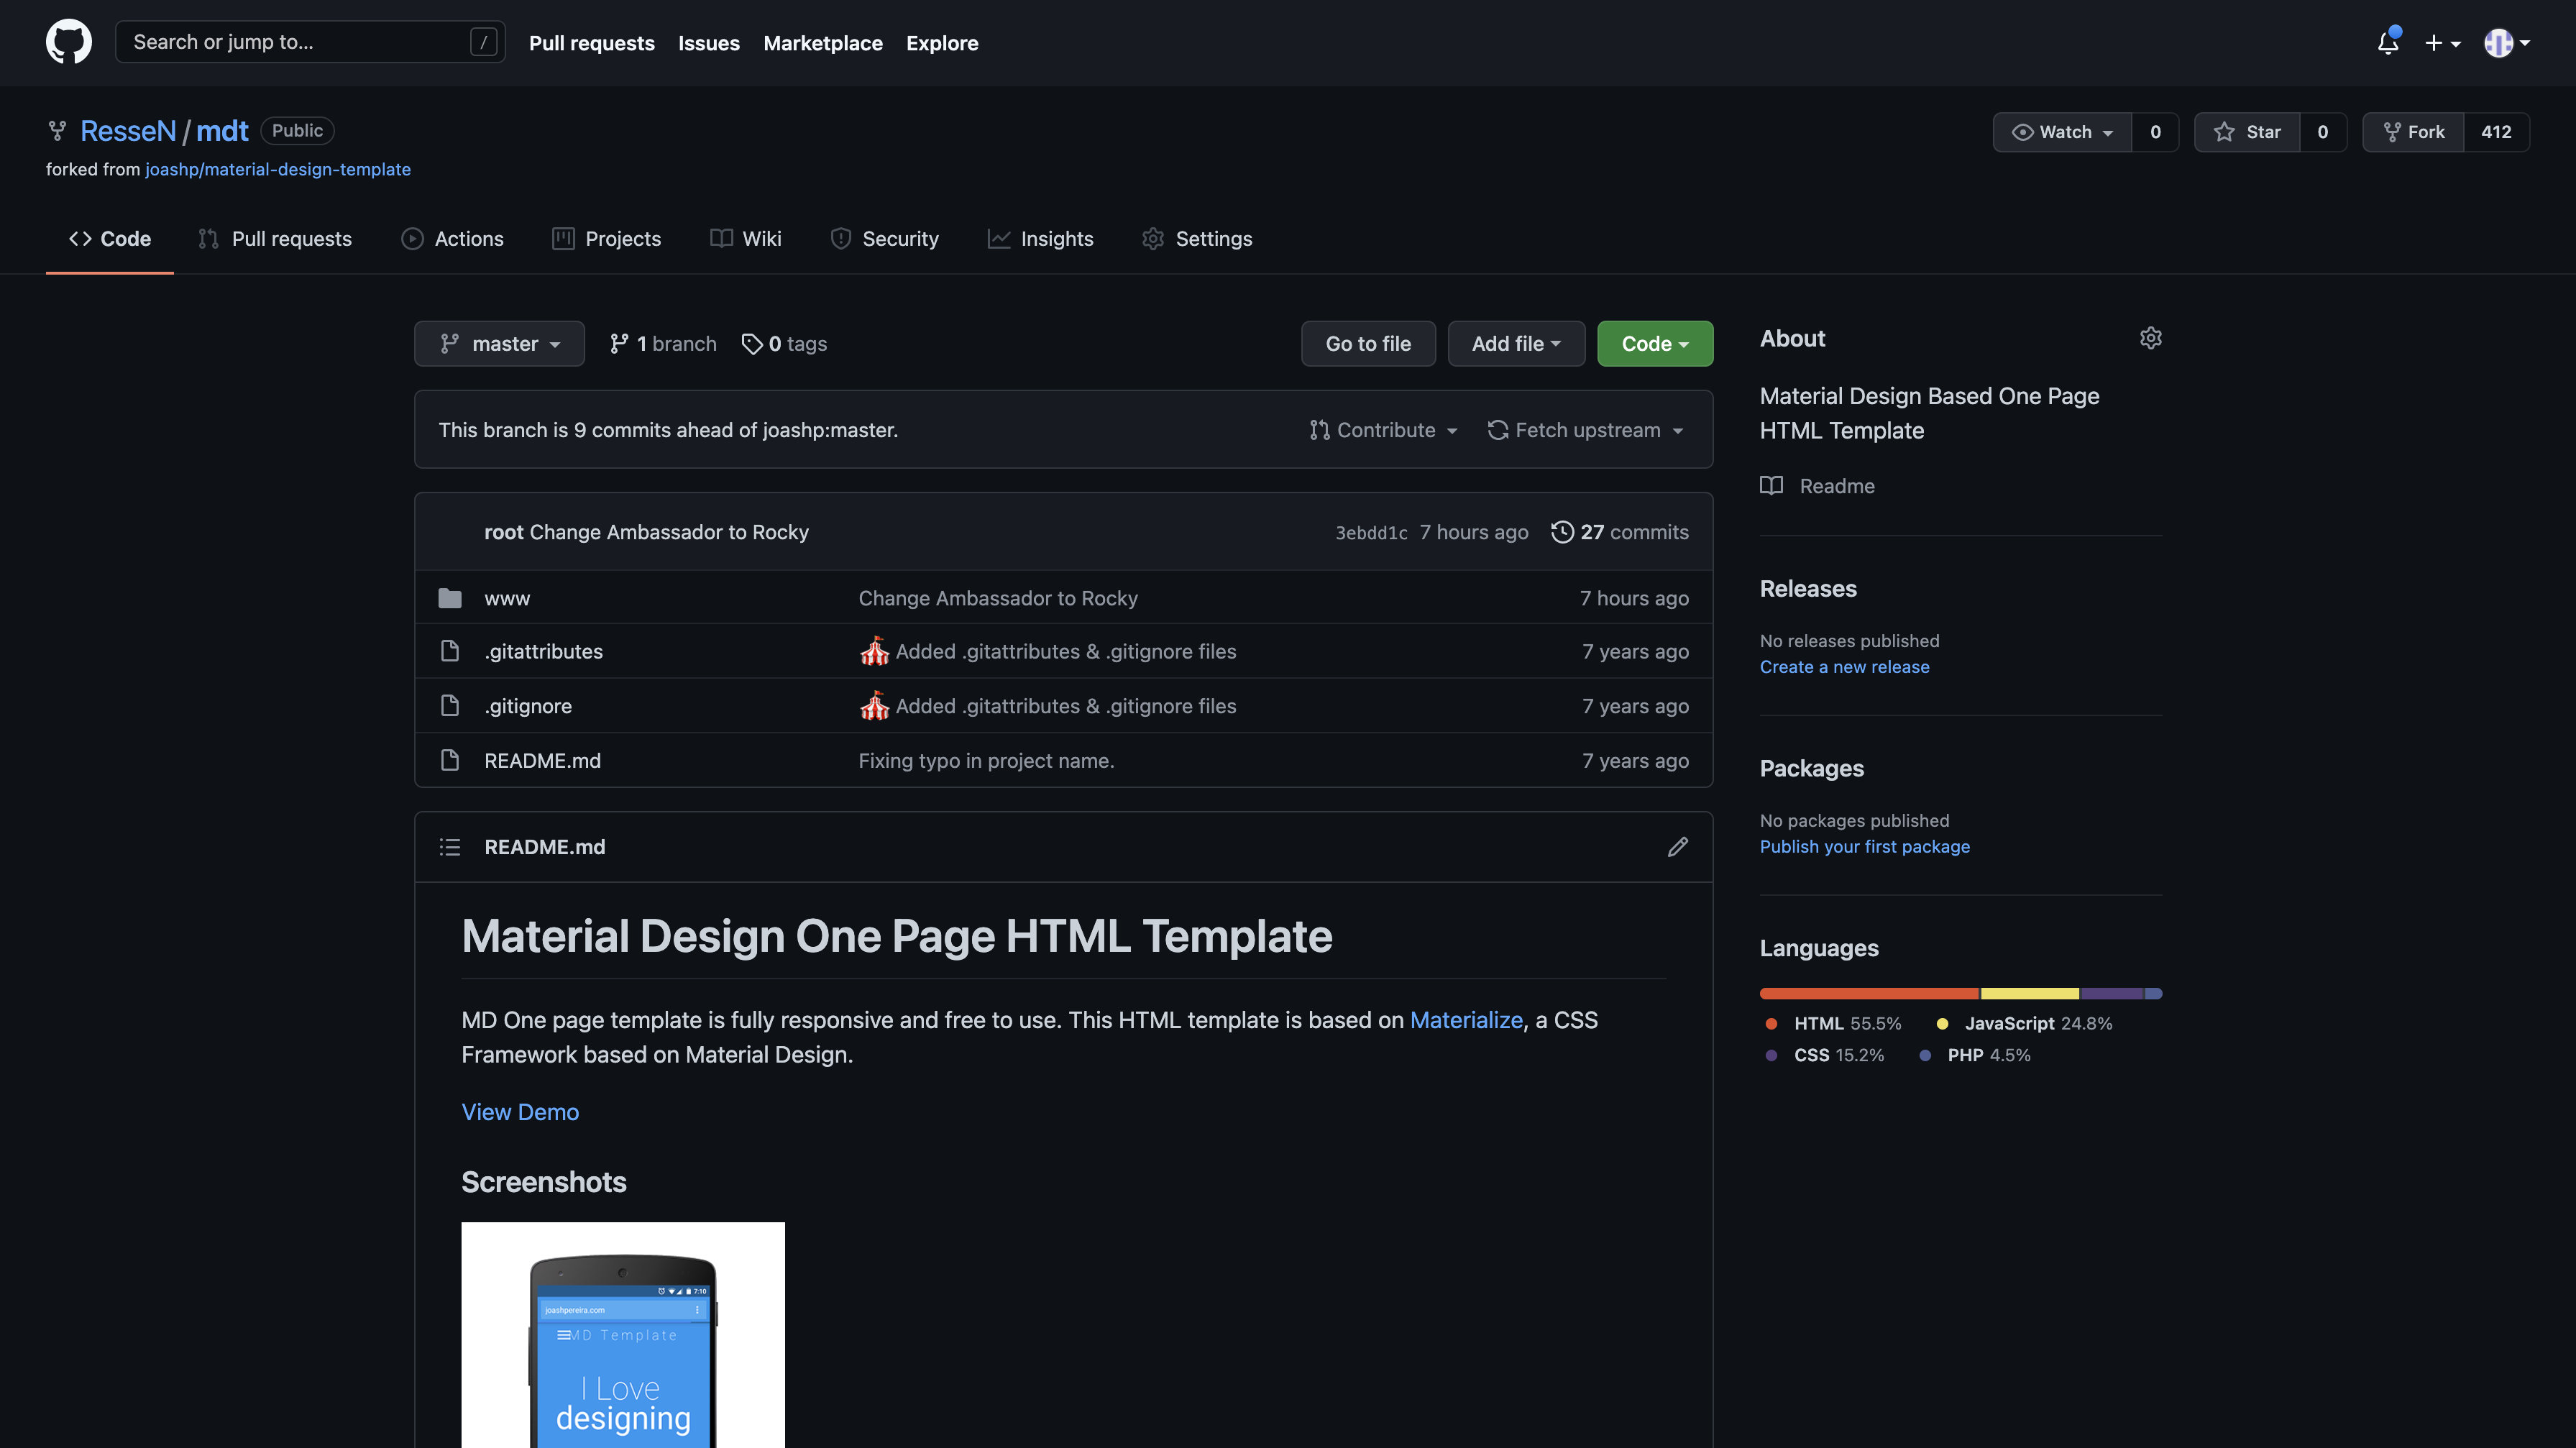 Search or jump to... /
Pull requests Issues Marketplace Explore
ResseN / mdt Public
Watch 0 Star 0 Fork 412
forked from joashp/material-design-template
Code Pull requests Actions Projects Wiki Security Insights Settings
master 1 branch 0 tags Go to file Add file Code
This branch is 9 commits ahead of joashp:master. Contribute Fetch upstream
root Change Ambassador to Rocky 3ebdd1c 7 hours ago 27 commits
www Change Ambassador to Rocky 7 hours ago
.gitattributes Added .gitattributes & .gitignore files 7 years ago
.gitignore Added .gitattributes & .gitignore files 7 years ago
README.md Fixing typo in project name. 7 years ago
README.md
Material Design One Page HTML Template
MD One page template is fully responsive and free to use. This HTML template is based on Materialize, a CSS
Framework based on Material Design.
View Demo
Screenshots
7:10
joashpereira.com
MD Template
I Love
designing
About
Material Design Based One Page
HTML Template
Readme
Releases
No releases published
Create a new release
Packages
No packages published
Publish your first package
Languages
HTML 55.5% JavaScript 24.8%
CSS 15.2% PHP 4.5%